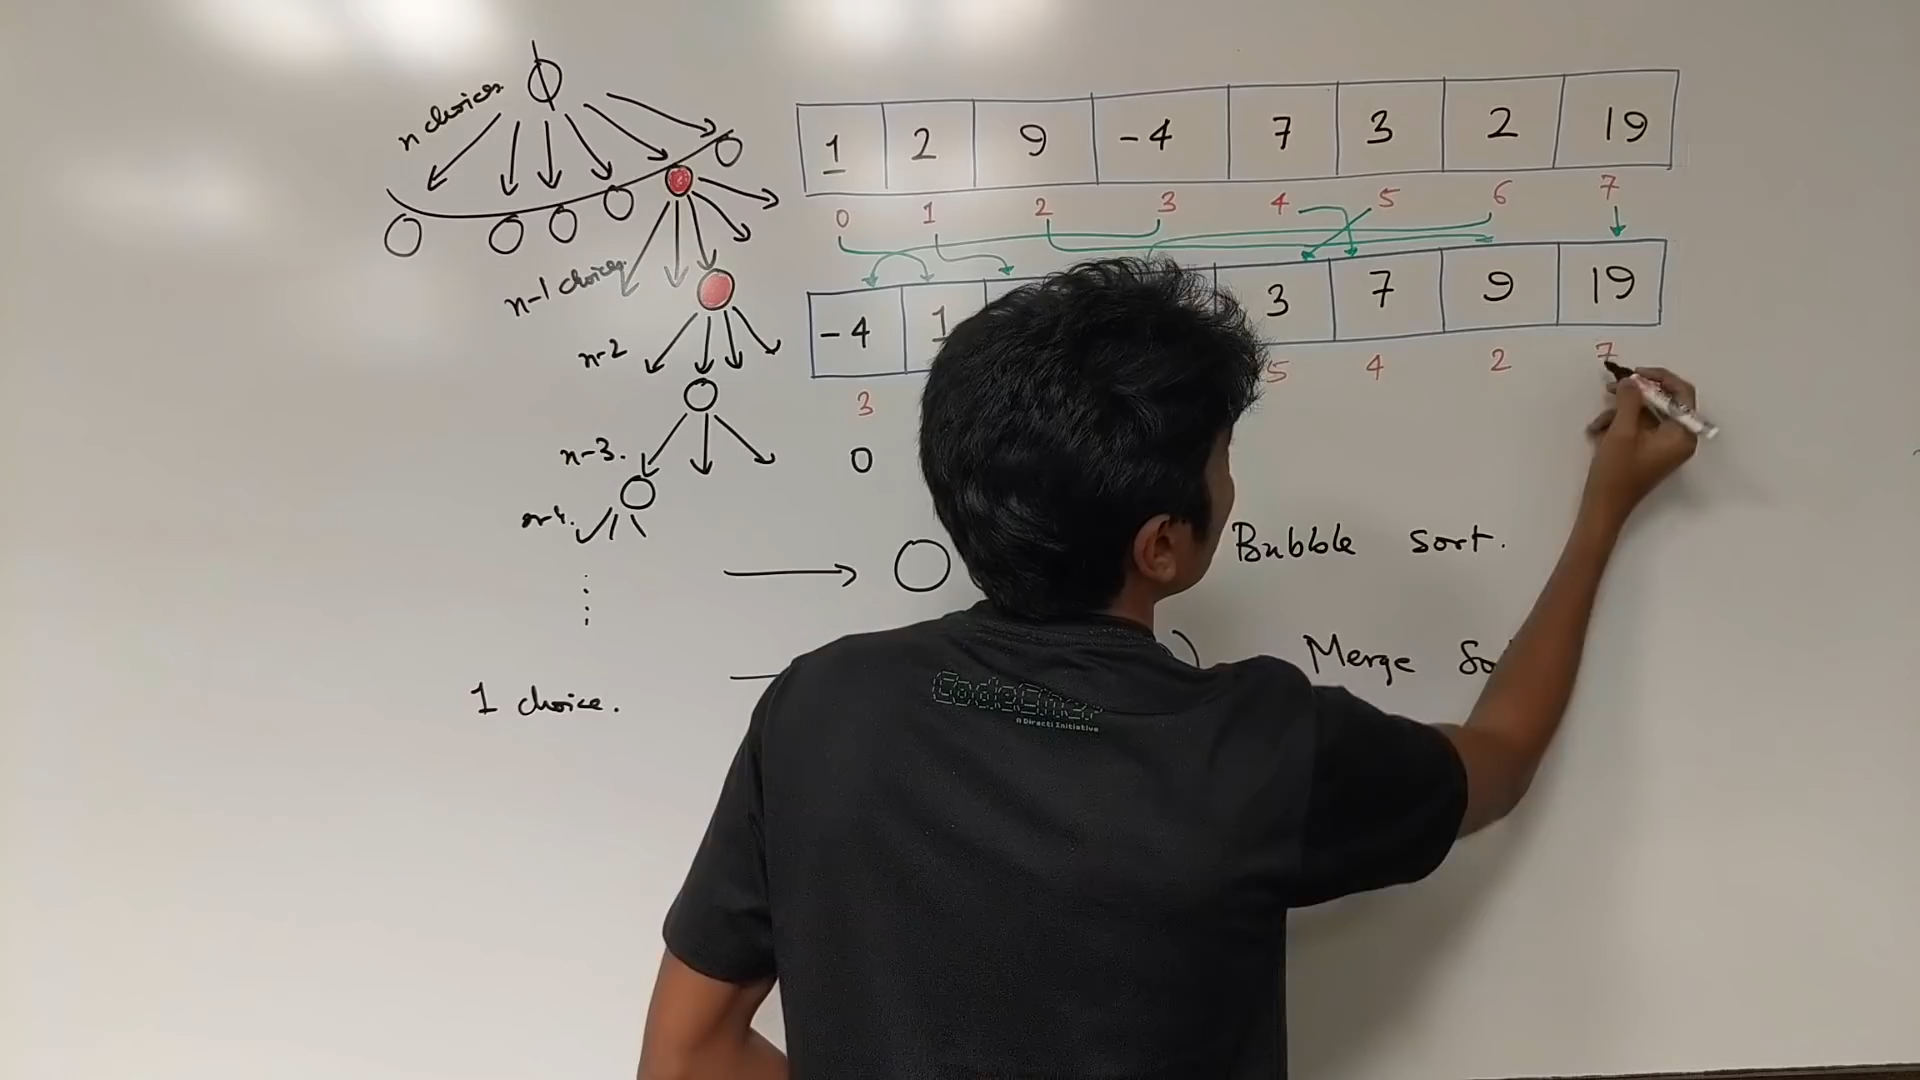 n choices.
1 2 9 -4 7 3 2 19
0 1 2 3 4 5 6 7
n-1 choices.
-4 1 3 7 9 19
n-2
3 5 4 2 7
n-3.
0
n-4.
Bubble sort.
Merge So
1 choice.
CodeChef
A Directi Initiative